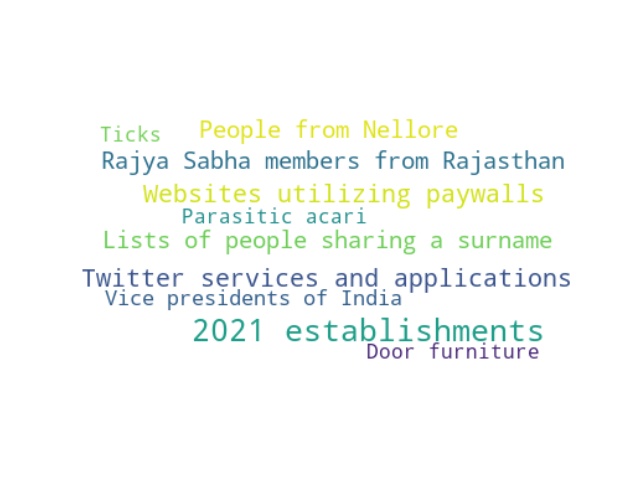 Ticks People from Nellore
Rajya Sabha members from Rajasthan
Websites utilizing paywalls
Parasitic acari
Lists of people sharing a surname
Twitter services and applications
Vice presidents of India
2021 establishments
Door furniture